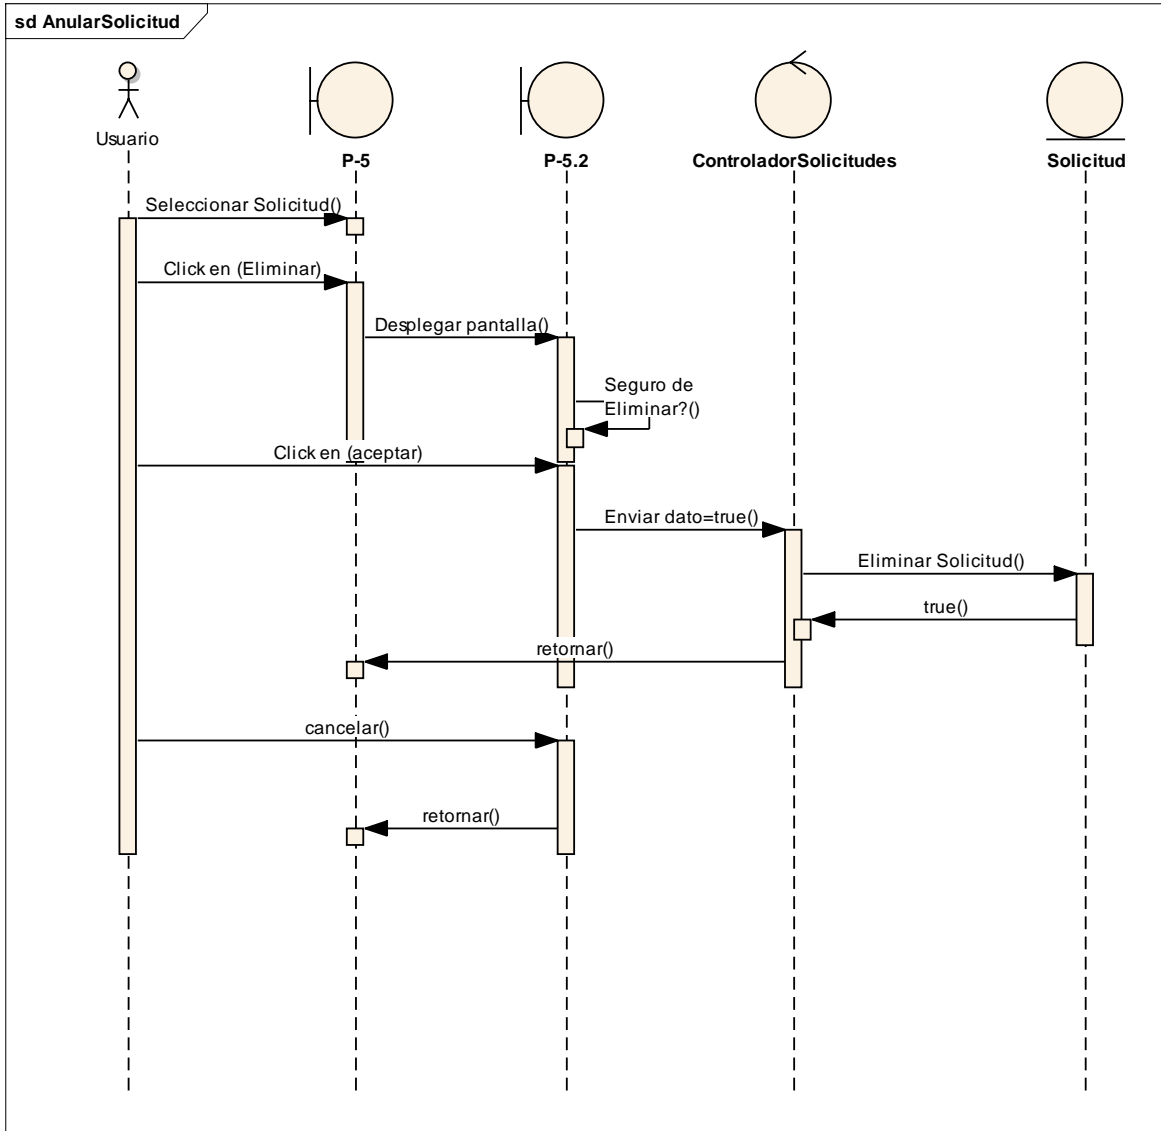 sd AnularSolicitud
Usuario
P-5
P-5.2
ControladorSolicitudes
Solicitud
Seleccionar Solicitud()
Click en (Eliminar)
Desplegar pantalla()
Seguro de
Eliminar?()
Click en (aceptar)
Enviar dato=true()
Eliminar Solicitud()
true()
retornar()
cancelar()
retornar()